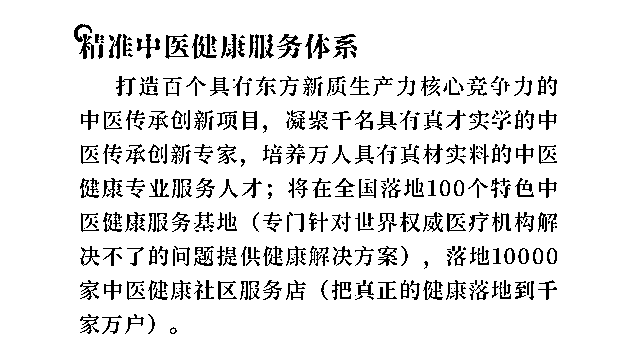 精准中医健康服务体系
打造百个具有东方新质生产力核心竞争力的
中医传承创新项目，凝聚千名具有真才实学的中
医传承创新专家，培养万人具有真材实料的中医
健康专业服务人才；将在全国落地100个特色中
医健康服务基地（专门针对世界权威医疗机构解
决不了的问题提供健康解决方案），落地10000
家中医健康社区服务店（把真正的健康落地到千
家万户）。